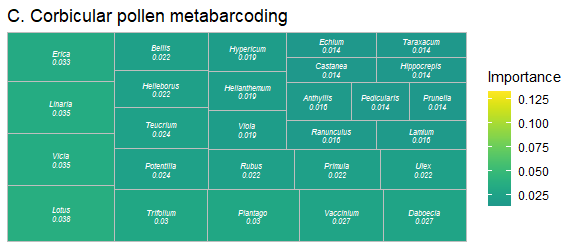 C. Corbicular pollen metabarcoding
Erica
0.033
Linaria
0.035
Vicia
0.035
Lotus
0.038
Bellis
0.022
Helleborus
0.022
Teucrium
0.024
Potentilla
0.024
Trifolium
0.03
Hypericum
0.019
Helianthemum
0.019
Viola
0.019
Rubus
0.022
Plantago
0.03
Echium
0.014
Taraxacum
0.014
Castanea
0.014
Hippocrepis
0.014
Anthyllis
0.016
Pedicularis
0.014
Prunella
0.014
Ranunculus
0.016
Lamium
0.016
Primula
0.022
Ulex
0.022
Vaccinium
0.027
Daboecia
0.027
Importance
0.125
0.100
0.075
0.050
0.025